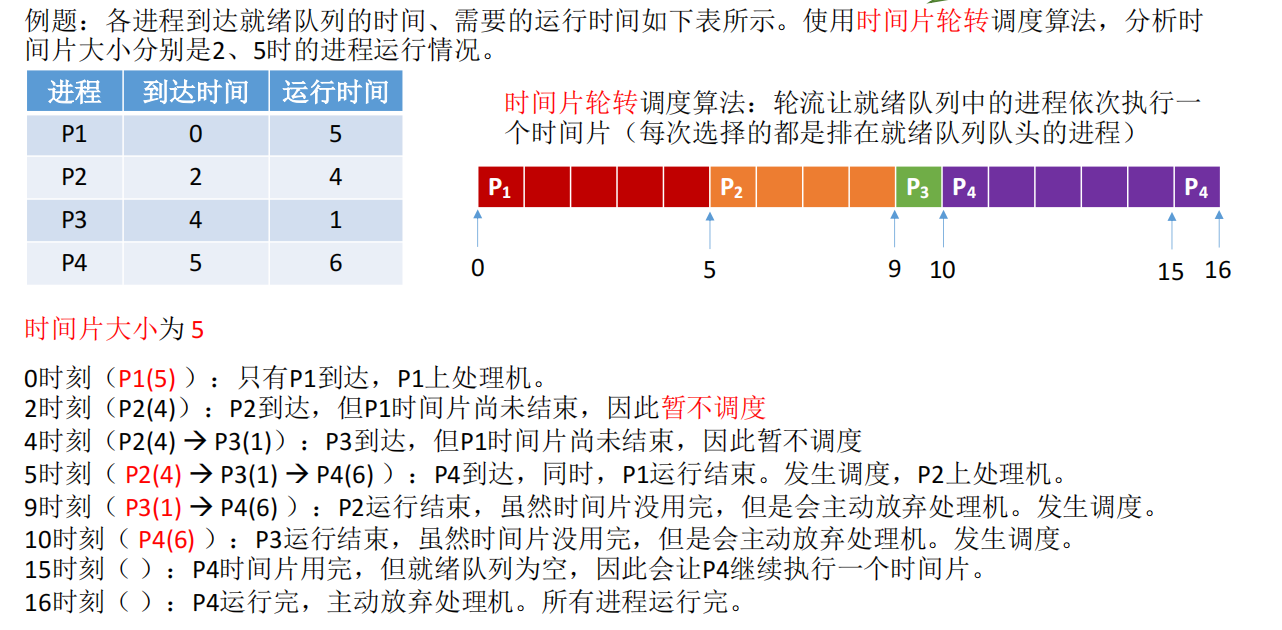 例题：各进程到达就绪队列的时间、需要的运行时间如下表所示。使用时间片轮转调度算法，分析时
间片大小分别是2、5时的进程运行情况。
进程 到达时间 运行时间
P1 0 5
P2 2 4
P3 4 1
P4 5 6
时间片轮转调度算法：轮流让就绪队列中的进程依次执行一
个时间片（每次选择的都是排在就绪队列队头的进程）
P1 P2 P3 P4 P4
0 5 9 10 15 16
时间片大小为 5
0时刻（P1(5)）：只有P1到达，P1上处理机。
2时刻（P2(4)）：P2到达，但P1时间片尚未结束，因此暂不调度
4时刻（P2(4) → P3(1)）：P3到达，但P1时间片尚未结束，因此暂不调度
5时刻（ P2(4) → P3(1) → P4(6) ）：P4到达，同时，P1运行结束。发生调度，P2上处理机。
9时刻（ P3(1) → P4(6) ）：P2运行结束，虽然时间片没用完，但是会主动放弃处理机。发生调度。
10时刻（ P4(6) ）：P3运行结束，虽然时间片没用完，但是会主动放弃处理机。发生调度。
15时刻（ ）：P4时间片用完，但就绪队列为空，因此会让P4继续执行一个时间片。
16时刻（ ）：P4运行完，主动放弃处理机。所有进程运行完。